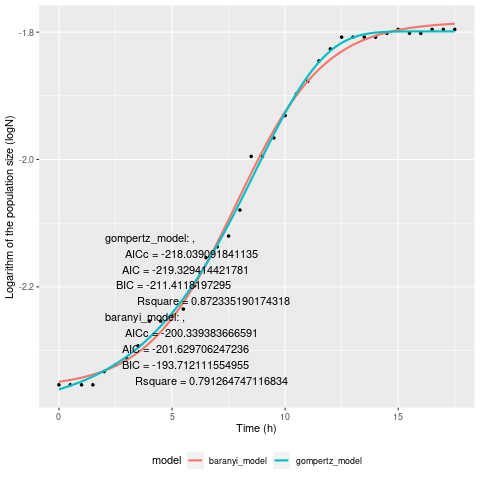 -1.8
-2.0
-2.2
Logarithm of the population size (logN)
gompertz_model: ,
AICc = -218.039091841135
AIC = -219.329414421781
BIC = -211.4118197295
Rsquare = 0.872335190174318
baranyi_model: ,
AICc = -200.339383666591
AIC = -201.629706247236
BIC = -193.712111554955
Rsquare = 0.791264747116834
0 5 10 15
Time (h)
model baranyi_model gompertz_model